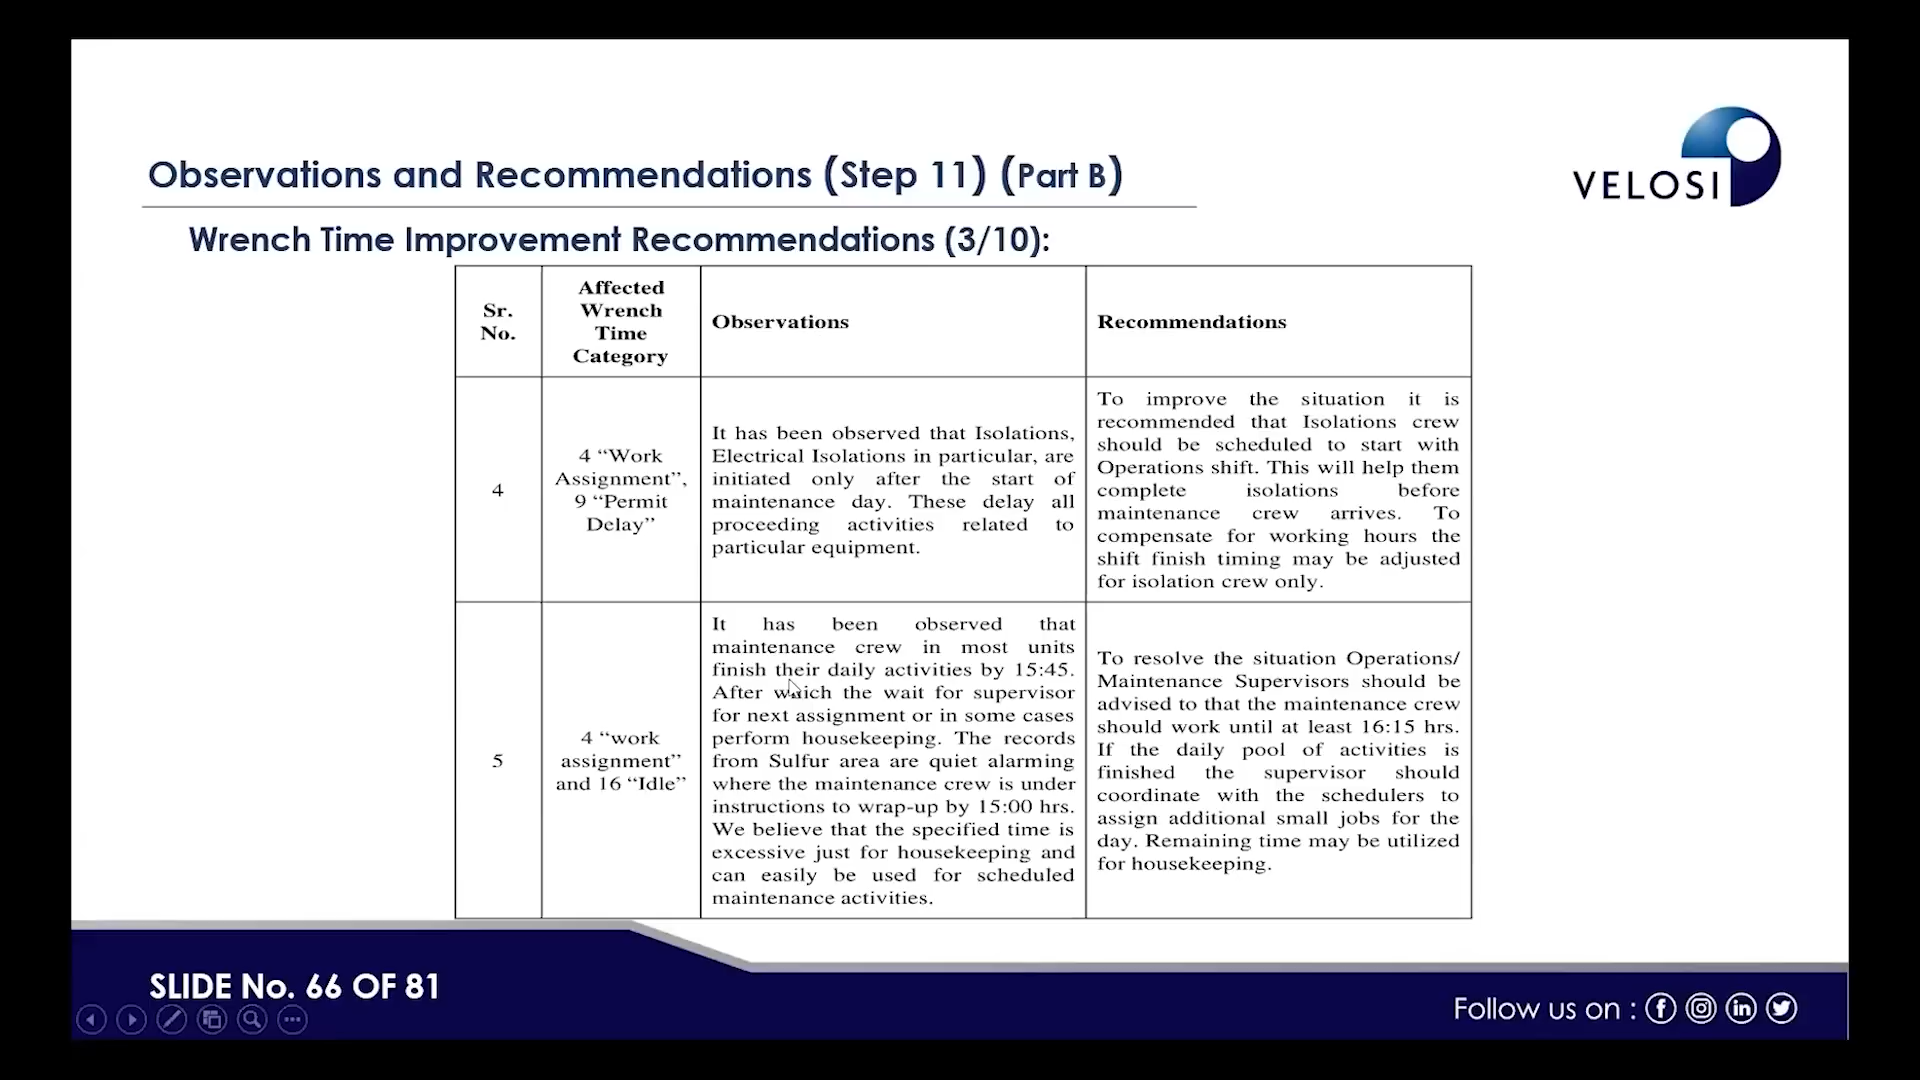 Observations and Recommendations (Step 11) (Part B)
VELOSI
Wrench Time Improvement Recommendations (3/10):
Sr.
No.
Affected
Wrench
Time
Category
Observations
Recommendations
4
4 “Work
Assignment”,
9 “Permit
Delay”
It has been observed that Isolations,
Electrical Isolations in particular, are
initiated only after the start of
maintenance day. These delay all
proceeding activities related to
particular equipment.
To improve the situation it is
recommended that Isolations crew
should be scheduled to start with
Operations shift. This will help them
complete isolations before
maintenance crew arrives. To
compensate for working hours the
shift finish timing may be adjusted
for isolation crew only.
5
4 “work
assignment”
and 16 “Idle”
It has been observed that
maintenance crew in most units
finish their daily activities by 15:45.
After which the wait for supervisor
for next assignment or in some cases
perform housekeeping. The records
from Sulfur area are quiet alarming
where the maintenance crew is under
instructions to wrap-up by 15:00 hrs.
We believe that the specified time is
excessive just for housekeeping and
can easily be used for scheduled
maintenance activities.
To resolve the situation Operations/
Maintenance Supervisors should be
advised to that the maintenance crew
should work until at least 16:15 hrs.
If the daily pool of activities is
finished the supervisor should
coordinate with the schedulers to
assign additional small jobs for the
day. Remaining time may be utilized
for housekeeping.
SLIDE No. 66 OF 81
Follow us on :